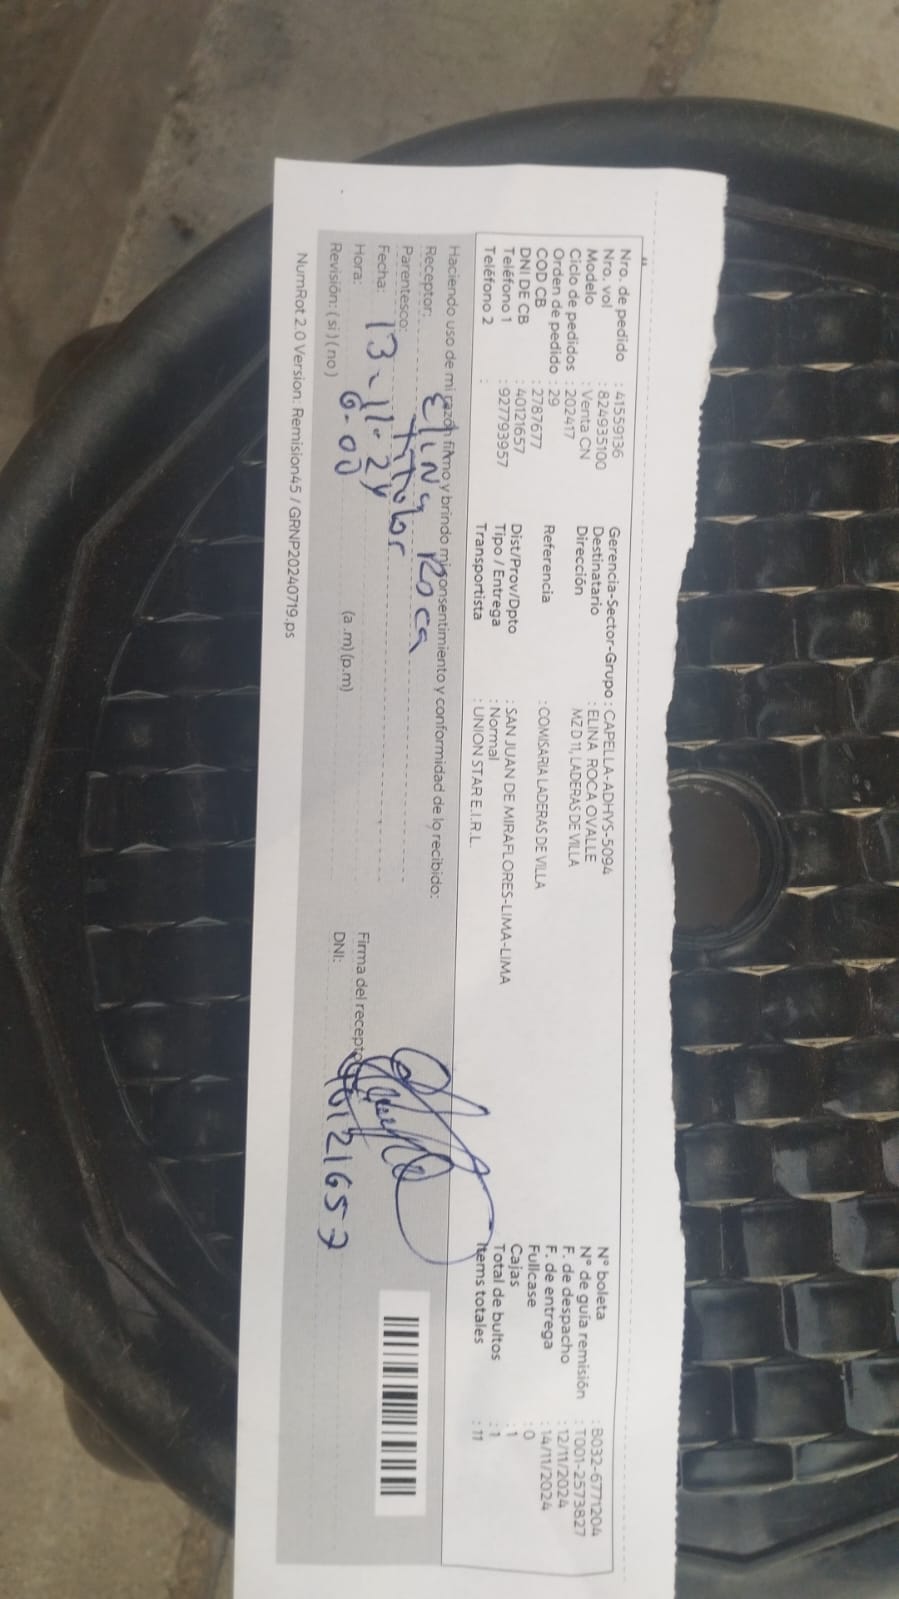 Nro. de pedido : 41559136
Nro. vol : 824935100
Modelo : Venta CN
Ciclo de pedidos : 202417
Orden de pedido : 29
COD CB : 2787677
DNI DE CB : 40121657
Teléfono 1 : 927793957
Teléfono 2 :
Gerencia-Sector-Grupo : CAPELLA-ADHVS-5094
Destinatario : ELINA ROCA OVALLE
Dirección MZ D 11, LADERAS DE VILLA
Referencia : COMISARIA LADERAS DE VILLA
Dist/Prov/Dpto : SAN JUAN DE MIRAFLORES-LIMA-LIMA
Tipo / Entrega : Normal
Transportista : UNION STAR E.I.R.L.
N° boleta : B032-6771204
N° de guía remisión : T001-2573827
F. de despacho : 12/11/2024
F. de entrega : 14/11/2024
Fullcase : 0
Cajas : 1
Total de bultos : 1
Items totales : 11
Haciendo uso de mi razón firmo y brindo mi consentimiento y conformidad de lo recibido:
Receptor: Elina Roca
Parentesco: titolar
Fecha: 13-11-24
Hora: 6-00 (a .m) (p.m)
Revisión: ( si ) ( no )
Firma del receptor
DNI: 40121657
NumRot 2.0 Version: Remision45 / GRNP20240719.ps